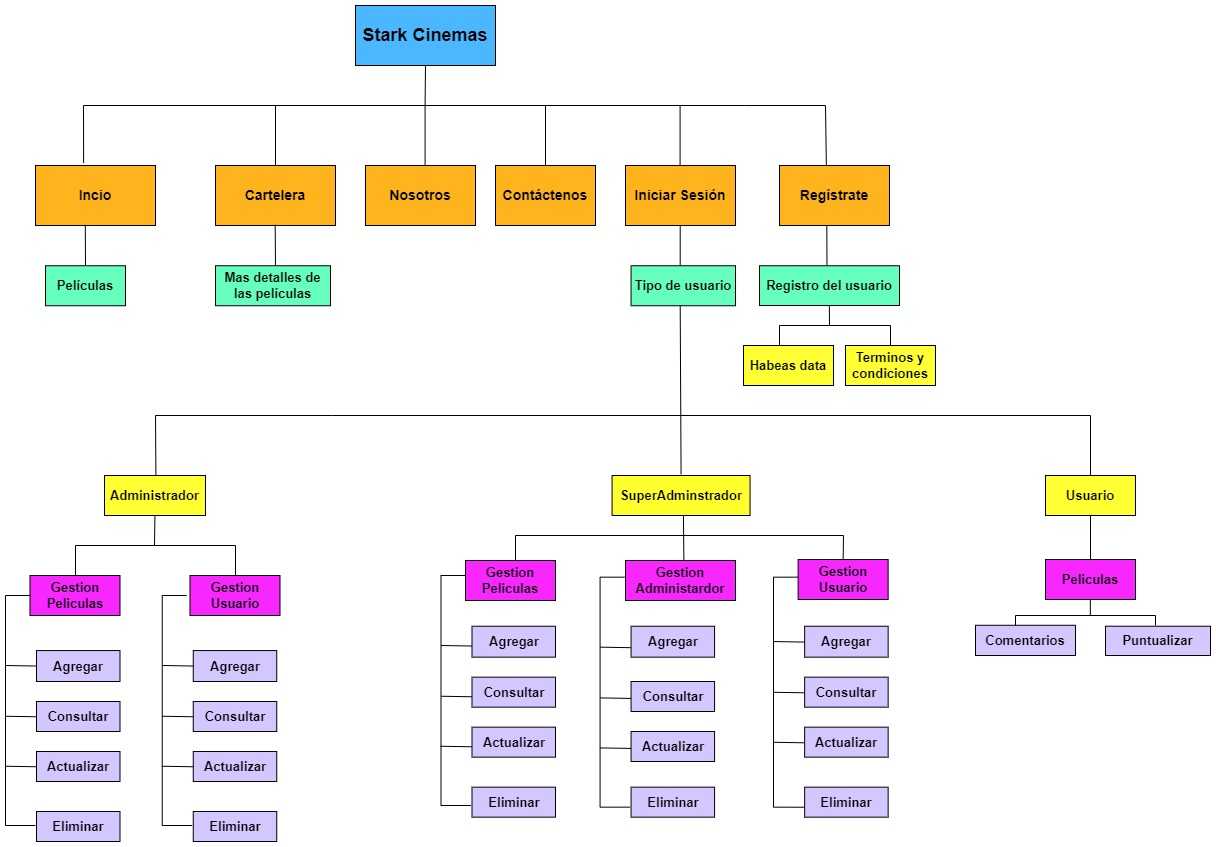 Stark Cinemas
Incio
Cartelera
Nosotros
Contáctenos
Iniciar Sesión
Regístrate
Películas
Mas detalles de
las películas
Tipo de usuario
Registro del usuario
Habeas data
Terminos y
condiciones
Administrador
SuperAdminstrador
Usuario
Gestion
Peliculas
Gestion
Usuario
Gestion
Peliculas
Gestion
Administardor
Gestion
Usuario
Peliculas
Agregar
Consultar
Actualizar
Eliminar
Agregar
Consultar
Actualizar
Eliminar
Agregar
Consultar
Actualizar
Eliminar
Agregar
Consultar
Actualizar
Eliminar
Agregar
Consultar
Actualizar
Eliminar
Comentarios
Puntualizar